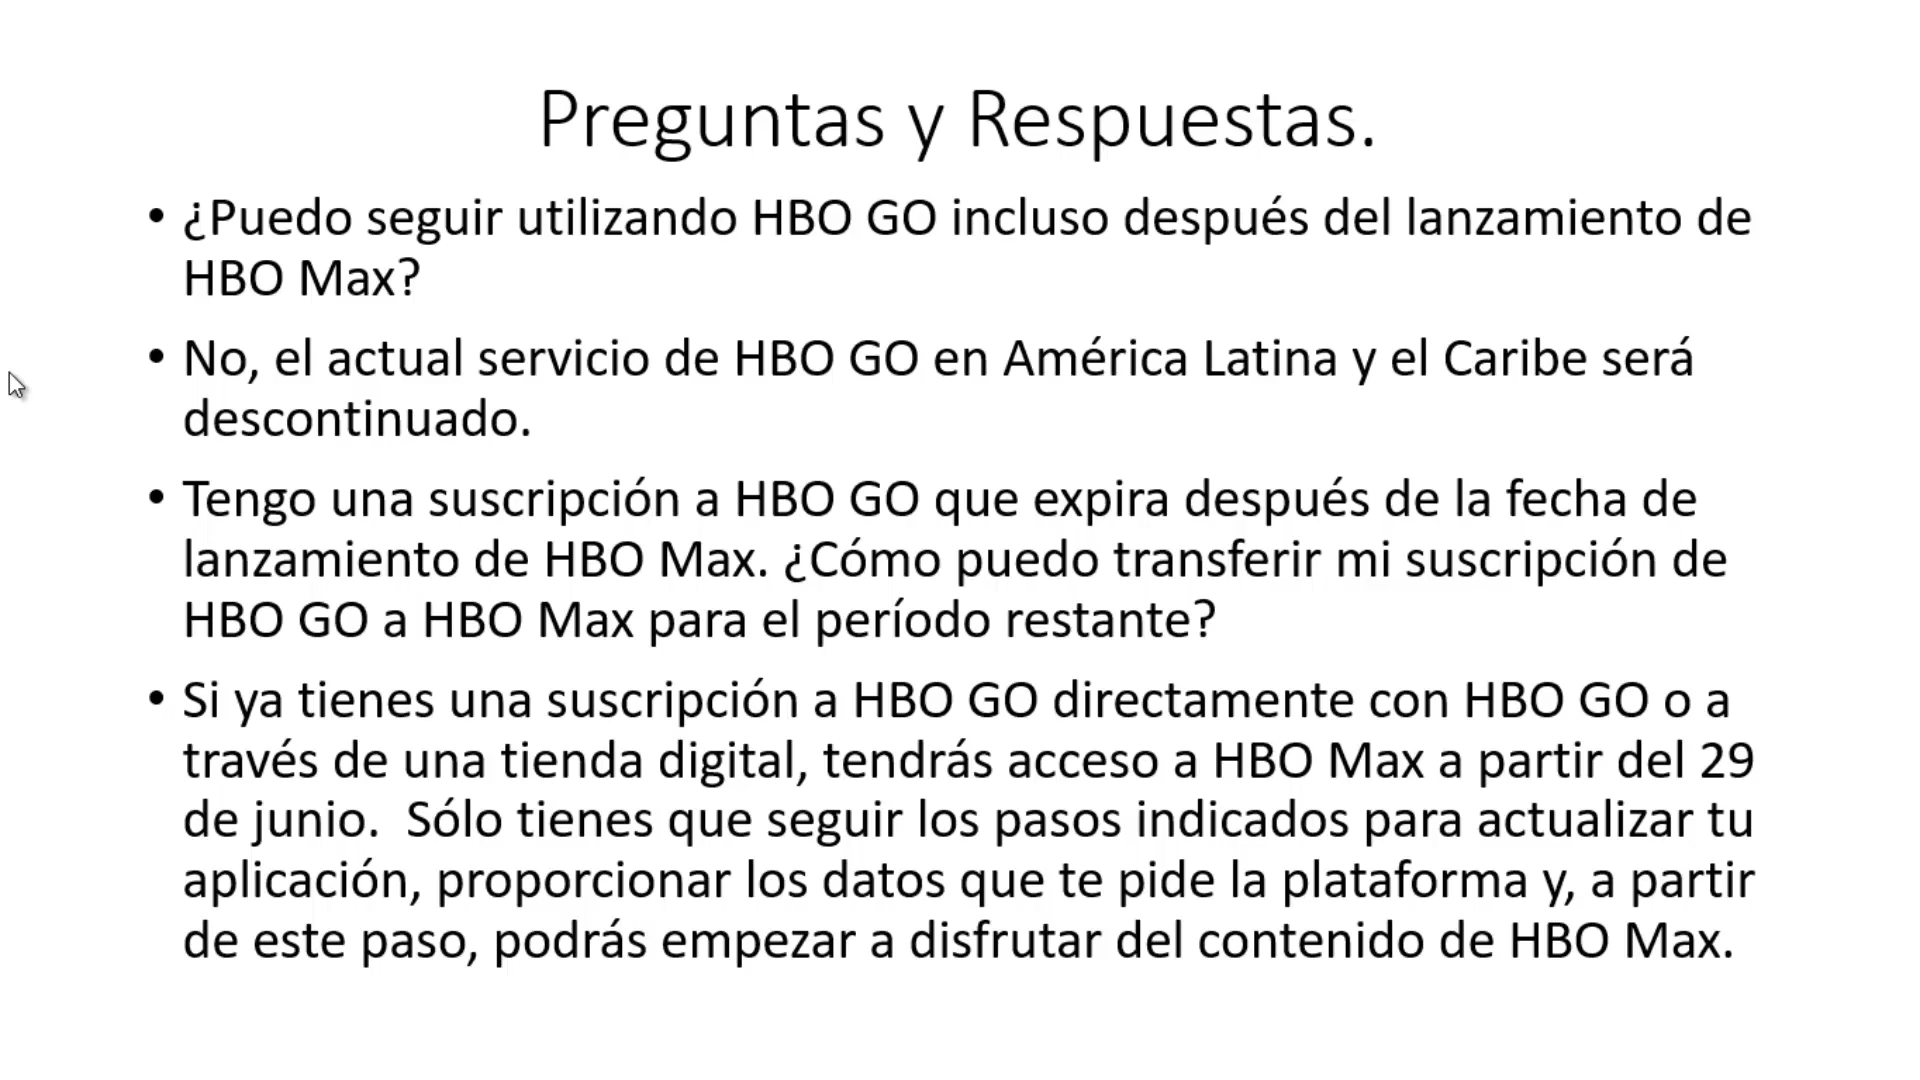 Preguntas y Respuestas.
• ¿Puedo seguir utilizando HBO GO incluso después del lanzamiento de
HBO Max?
• No, el actual servicio de HBO GO en América Latina y el Caribe será
descontinuado.
• Tengo una suscripción a HBO GO que expira después de la fecha de
lanzamiento de HBO Max. ¿Cómo puedo transferir mi suscripción de
HBO GO a HBO Max para el período restante?
• Si ya tienes una suscripción a HBO GO directamente con HBO GO o a
través de una tienda digital, tendrás acceso a HBO Max a partir del 29
de junio.  Sólo tienes que seguir los pasos indicados para actualizar tu
aplicación, proporcionar los datos que te pide la plataforma y, a partir
de este paso, podrás empezar a disfrutar del contenido de HBO Max.